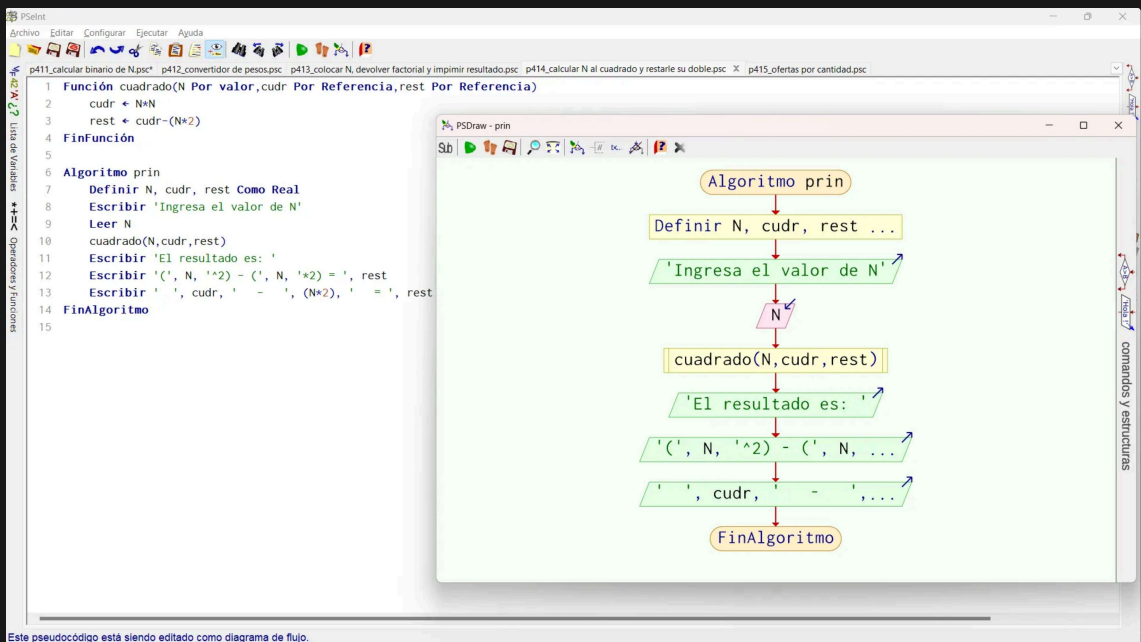 PSeInt
Archivo Editar Configurar Ejecutar Ayuda
p411_calcular binario de N.psc* p412_convertidor de pesos.psc p413_colocar N, devolver factorial y impimir resultado.psc p414_calcular N al cuadrado y restarle su doble.psc p415_ofertas por cantidad.psc
Lista de Variables
Operadores y Funciones
1 Función cuadrado(N Por valor,cudr Por Referencia,rest Por Referencia)
2 cudr ← N*N
3 rest ← cudr-(N*2)
4 FinFunción
5
6 Algoritmo prin
7 Definir N, cudr, rest Como Real
8 Escribir 'Ingresa el valor de N'
9 Leer N
10 cuadrado(N,cudr,rest)
11 Escribir 'El resultado es: '
12 Escribir '(', N, '^2) - (', N, '*2) = ', rest
13 Escribir '  ', cudr, '   -   ', (N*2), '   = ', rest
14 FinAlgoritmo
15
PSDraw - prin
Sub
Algoritmo prin
Definir N, cudr, rest ...
'Ingresa el valor de N'
N
cuadrado(N,cudr,rest)
'El resultado es: '
'(', N, '^2) - (', N, ...
'  ', cudr, '   -   ',...
FinAlgoritmo
comandos y estructuras
Este pseudocódigo está siendo editado como diagrama de flujo.